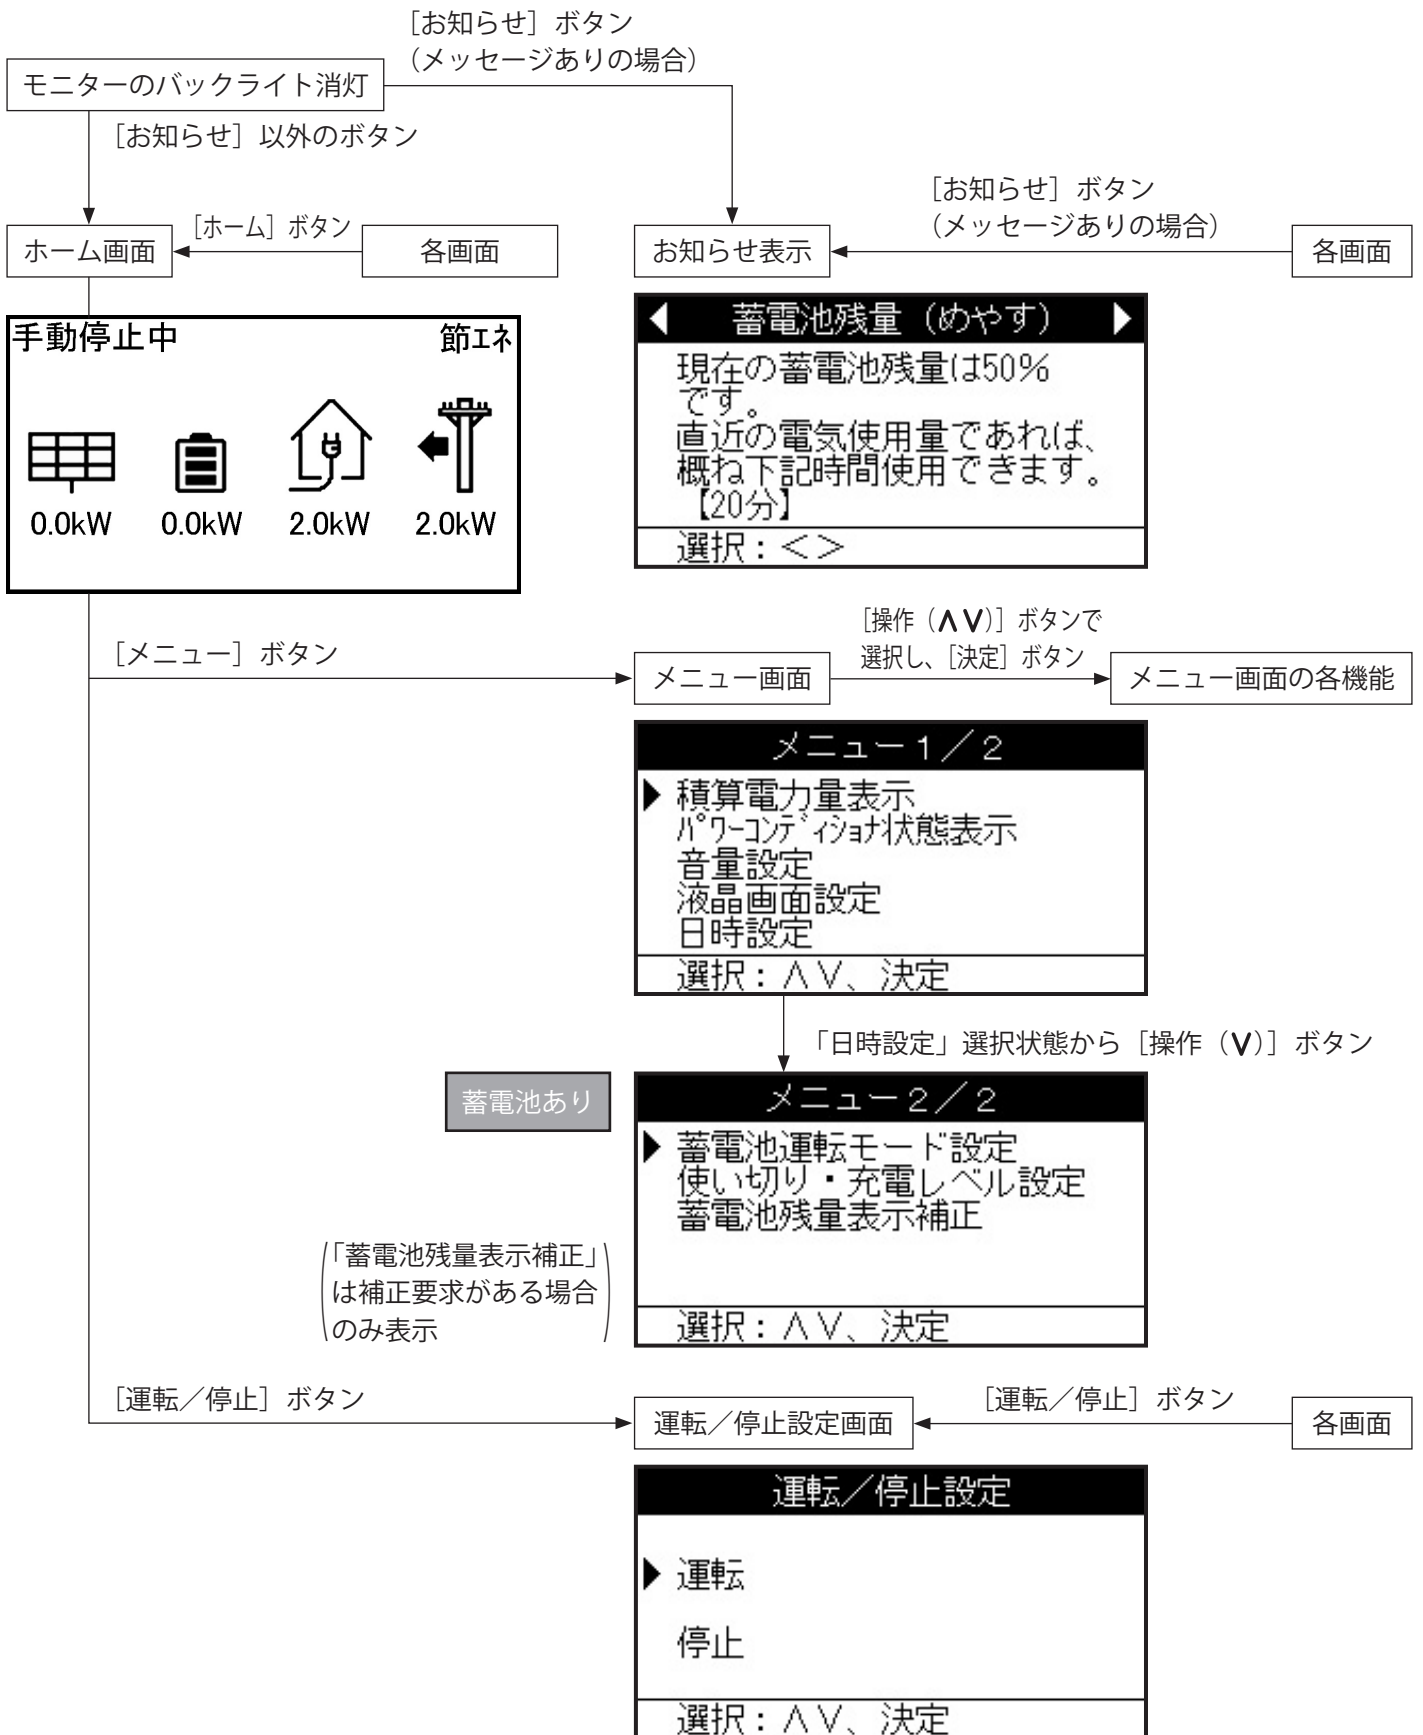 ［お知らせ］ボタン
（メッセージありの場合）
モニターのバックライト消灯
［お知らせ］以外のボタン
［お知らせ］ボタン
（メッセージありの場合）
［ホーム］ボタン
ホーム画面
各画面
お知らせ表示
各画面
手動停止中 節エネ
0.0kW 0.0kW 2.0kW 2.0kW
蓄電池残量（めやす）
現在の蓄電池残量は50%
です。
直近の電気使用量であれば、
概ね下記時間使用できます。
【20分】
選択：＜＞
［メニュー］ボタン
［操作（∧∨）］ボタンで
選択し、［決定］ボタン
メニュー画面
メニュー画面の各機能
メニュー１／２
積算電力量表示
ﾊﾟﾜｰｺﾝﾃﾞｨｼｮﾅ状態表示
音量設定
液晶画面設定
日時設定
選択：∧∨、決定
「日時設定」選択状態から［操作（∨）］ボタン
蓄電池あり
メニュー２／２
蓄電池運転モード設定
使い切り・充電レベル設定
蓄電池残量表示補正
選択：∧∨、決定
「蓄電池残量表示補正」
は補正要求がある場合
のみ表示
［運転／停止］ボタン
運転／停止設定画面
［運転／停止］ボタン
各画面
運転／停止設定
運転
停止
選択：∧∨、決定